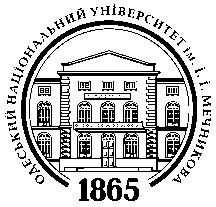 ОДЕСЬКИЙ НАЦІОНАЛЬНИЙ УНІВЕРСИТЕТ ІМ. І. І. МЕЧНИКОВА
1865